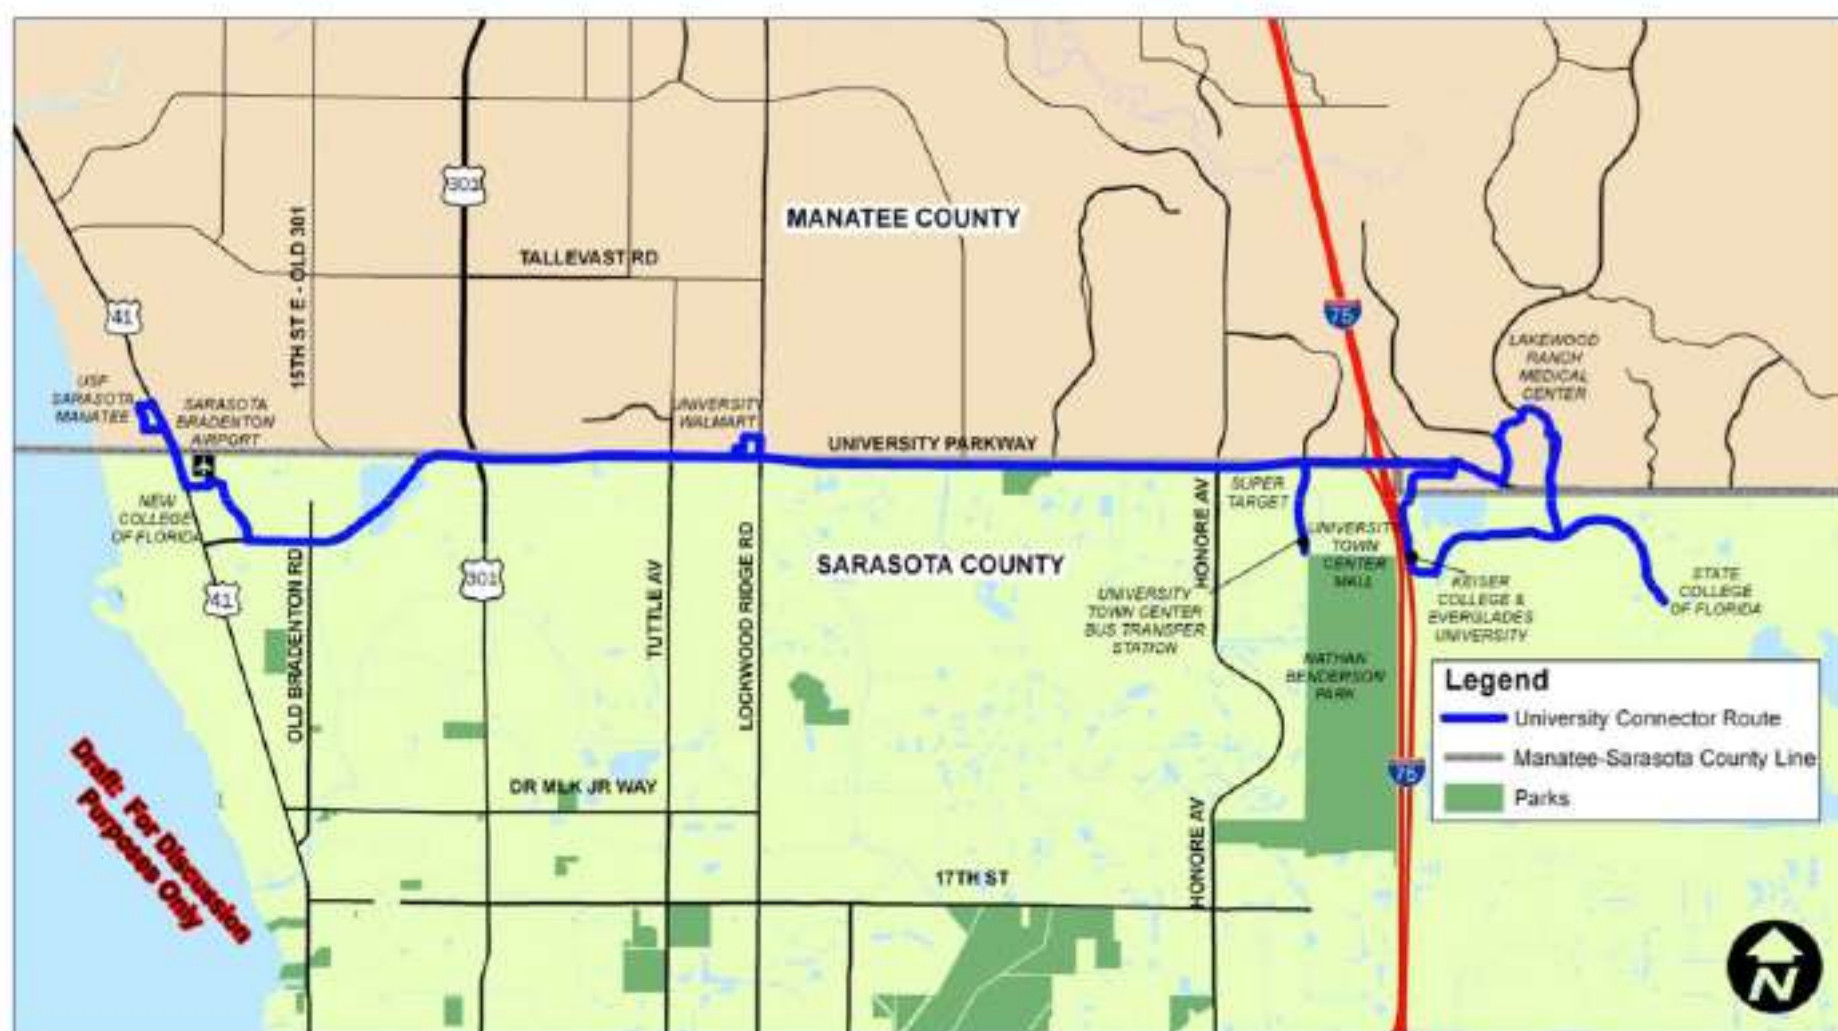 MANATEE COUNTY
301
TALLEVAST RD
15TH ST E - OLD 301
41
75
LAKEWOOD
RANCH
MEDICAL
CENTER
USF
SARASOTA
MANATEE
SARASOTA
BRADENTON
AIRPORT
UNIVERSITY
WALMART
UNIVERSITY PARKWAY
NEW
COLLEGE
OF FLORIDA
SUPER
TARGET
HONORE AV
UNIVERSITY
TOWN
CENTER
MALL
SARASOTA COUNTY
LOCKWOOD RIDGE RD
TUTTLE AV
OLD BRADENTON RD
301
41
UNIVERSITY
TOWN CENTER
BUS TRANSFER
STATION
KEISER
COLLEGE &
EVERGLADES
UNIVERSITY
STATE
COLLEGE
OF FLORIDA
NATHAN
BENDERSON
PARK
Legend
University Connector Route
Manatee-Sarasota County Line
Parks
75
DR MLK JR WAY
HONORE AV
17TH ST
Draft: For Discussion
Purposes Only
N